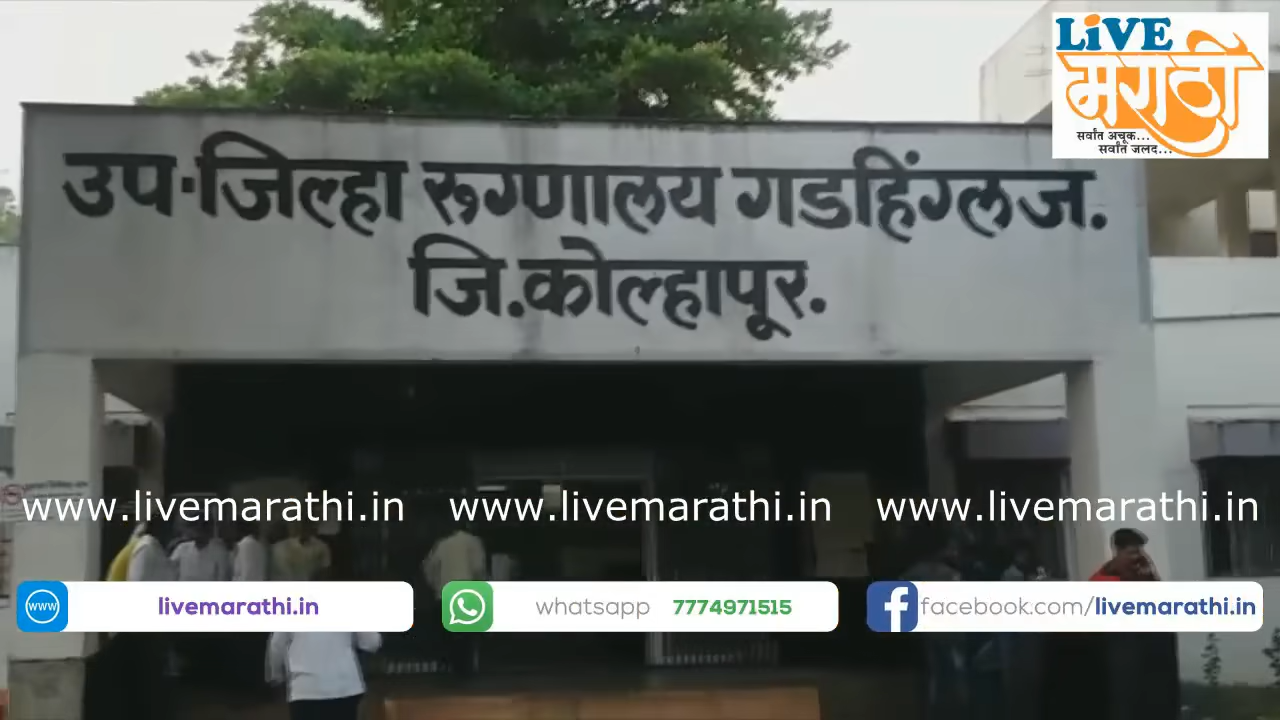 LiVE
मराठी
सर्वांत अचूक...
सर्वांत जलद...
उप-जिल्हा रुग्णालय गडहिंग्लज.
जि.कोल्हापूर.
www.livemarathi.in www.livemarathi.in www.livemarathi.in
www livemarathi.in whatsapp 7774971515 facebook.com/livemarathi.in